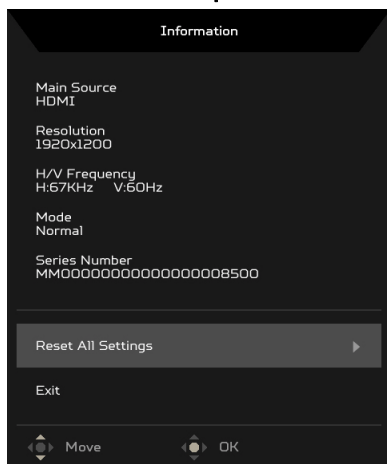 Information
Main Source
HDMI
Resolution
1920x1200
H/V Frequency
H:67KHz V:60Hz
Mode
Normal
Series Number
MM00000000000000008500
Reset All Settings
Exit
Move OK